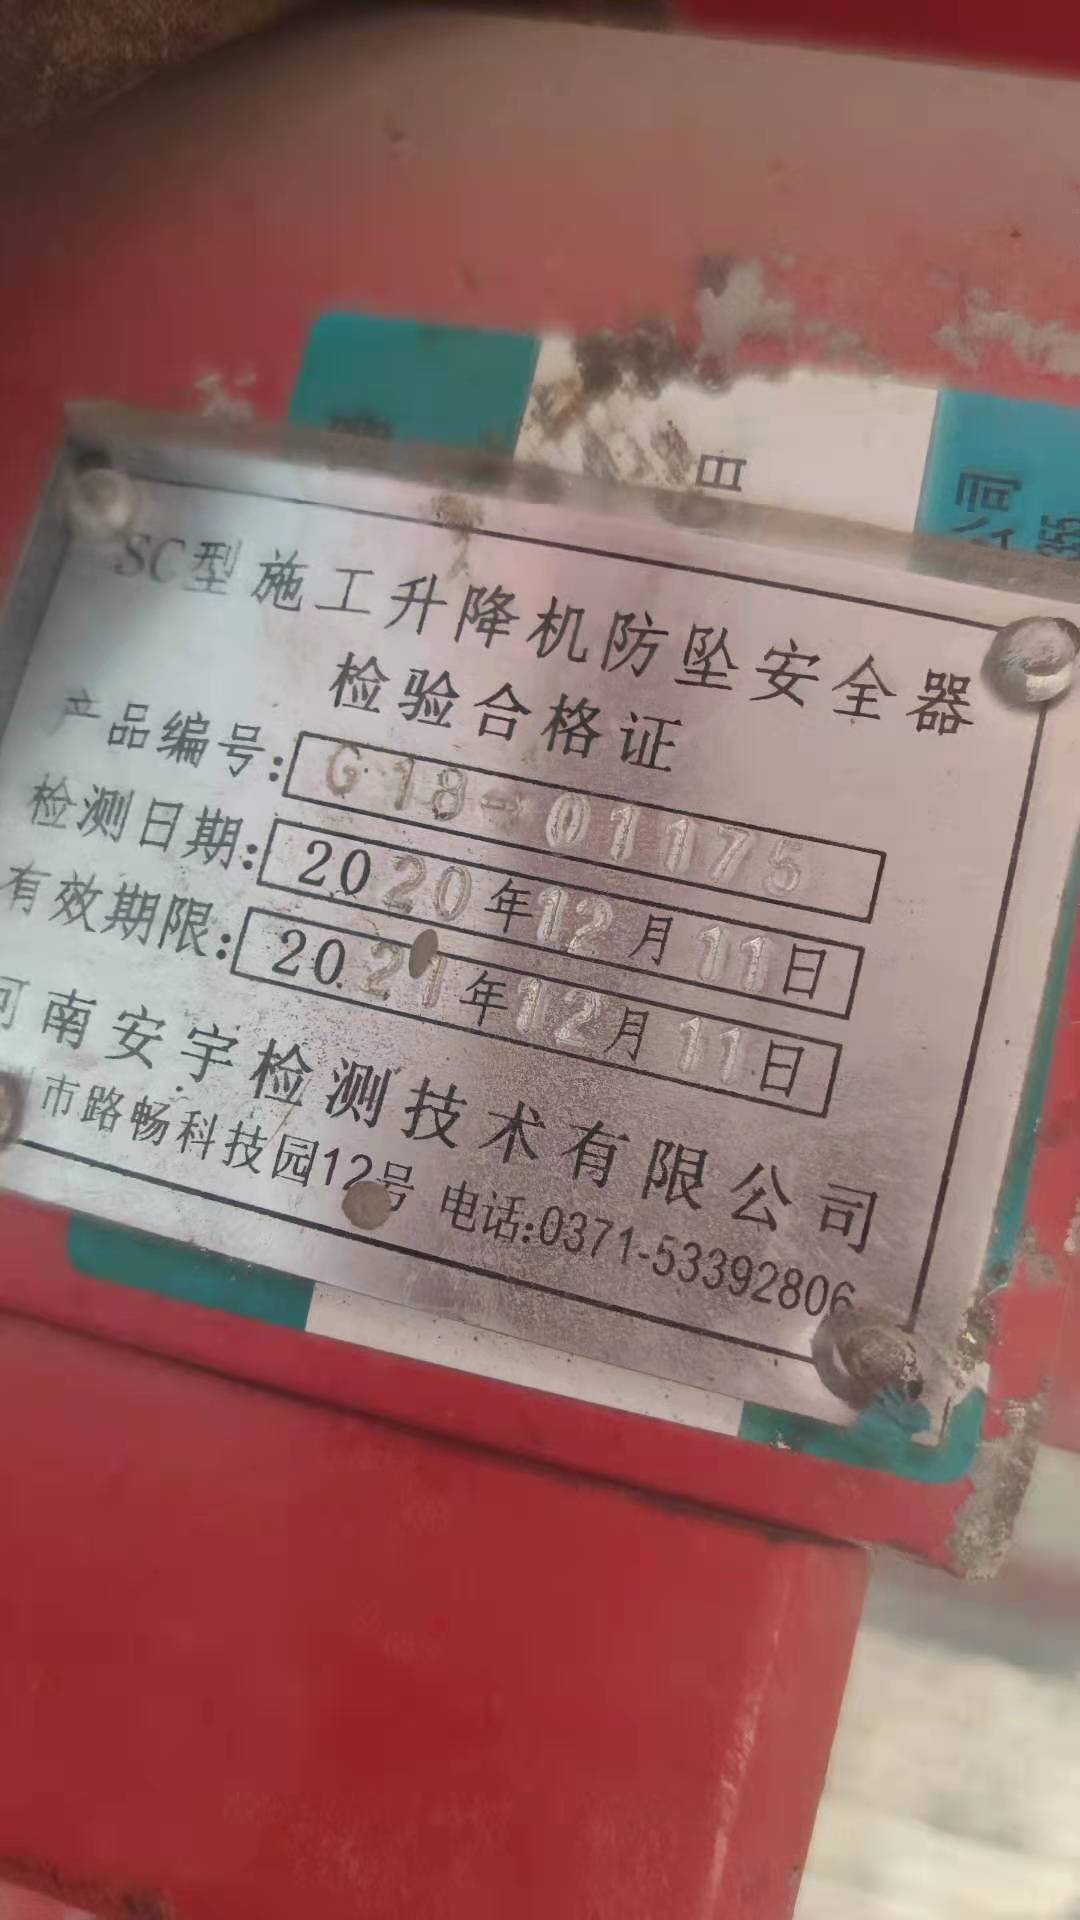 SC型施工升降机防坠安全器
检验合格证
产品编号:G18-01175
检测日期:2020年12月11日
有效期限:2021年12月11日
河南安宇检测技术有限公司
州市路畅科技园12号 电话:0371-53392806
公司